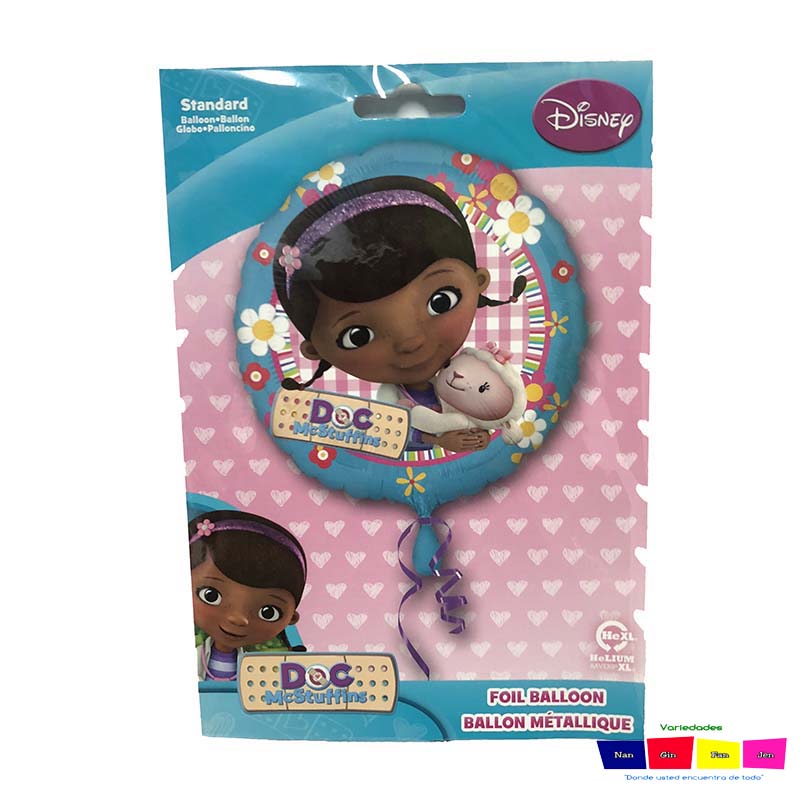 Standard
Balloon•Ballon
Globo•Palloncino
Disney
DOC
McStuffins
DOC
McStuffins
HeXL
HeLIUM
SAVER XL
FOIL BALLOON
BALLON MÉTALLIQUE
Variedades
Nan Gin Fan Jen
"Donde usted encuentra de todo"